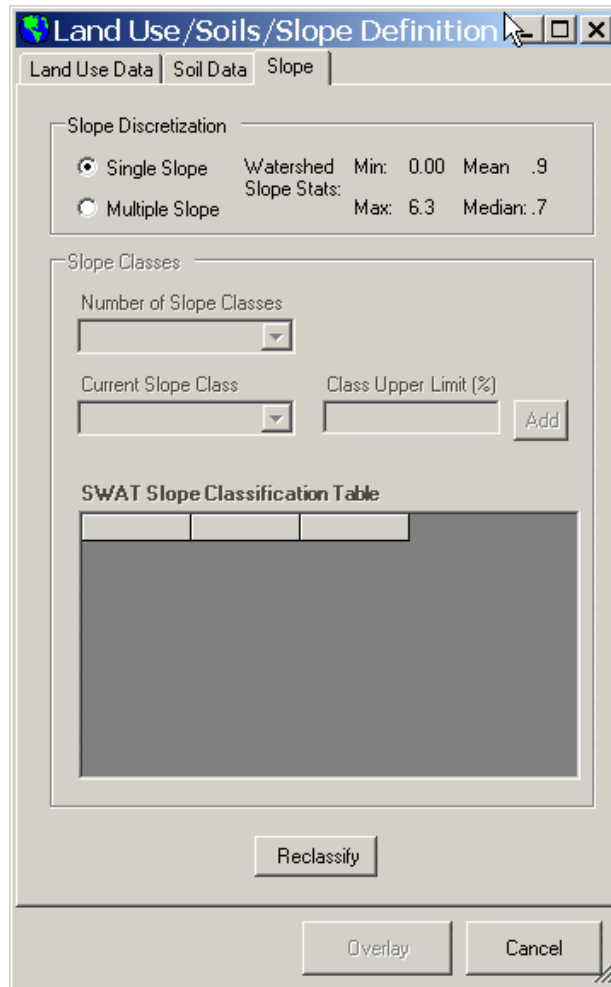 Land Use/Soils/Slope Definition
Land Use Data Soil Data Slope
Slope Discretization
Single Slope Watershed Slope Stats: Min: 0.00 Mean .9
Multiple Slope Max: 6.3 Median: .7
Slope Classes
Number of Slope Classes
Current Slope Class Class Upper Limit (%)
Add
SWAT Slope Classification Table
Reclassify
Overlay Cancel